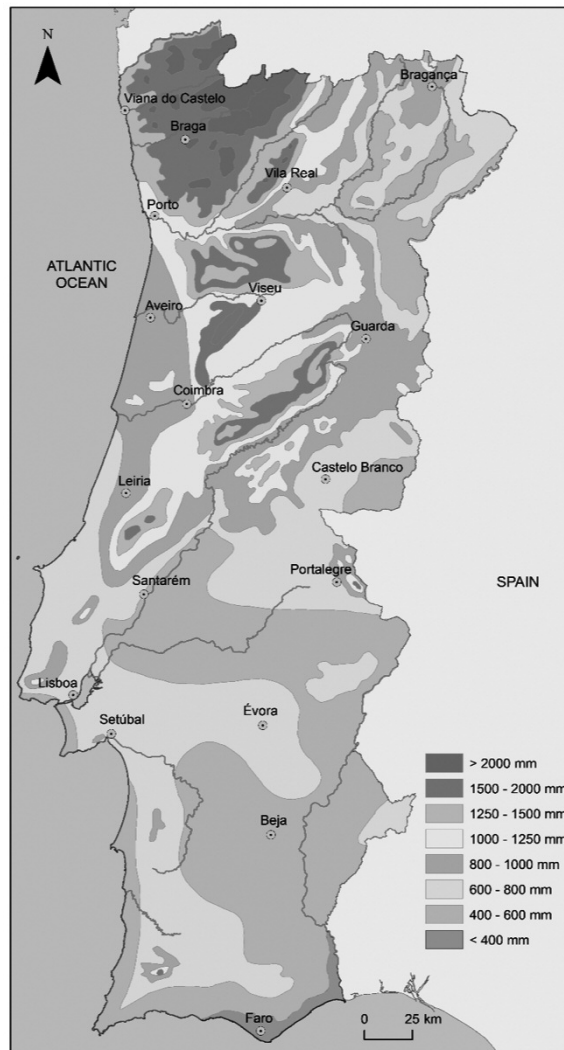 N
Bragança
Viana do Castelo
Braga
Vila Real
Porto
ATLANTIC
OCEAN
Viseu
Aveiro
Guarda
Coimbra
Castelo Branco
Leiria
Portalegre
Santarém
SPAIN
Lisboa
Setúbal
Évora
Beja
Faro
> 2000 mm
1500 - 2000 mm
1250 - 1500 mm
1000 - 1250 mm
800 - 1000 mm
600 - 800 mm
400 - 600 mm
< 400 mm
0 25 km